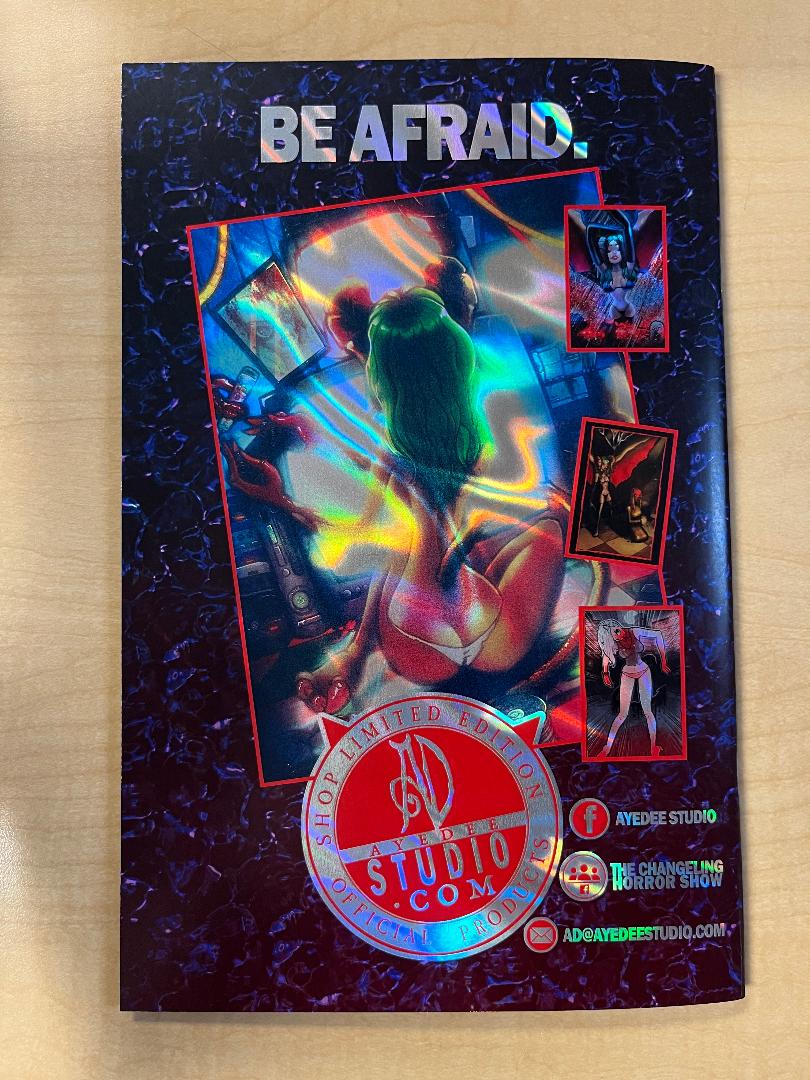 BE AFRAID.
SHOP LIMITED EDITION
AD
AYEDEE
STUDIO
.COM
OFFICIAL PRODUCTS
f AYEDEE STUDIO
f THE CHANGELING
HORROR SHOW
AD@AYEDEESTUDIO.COM